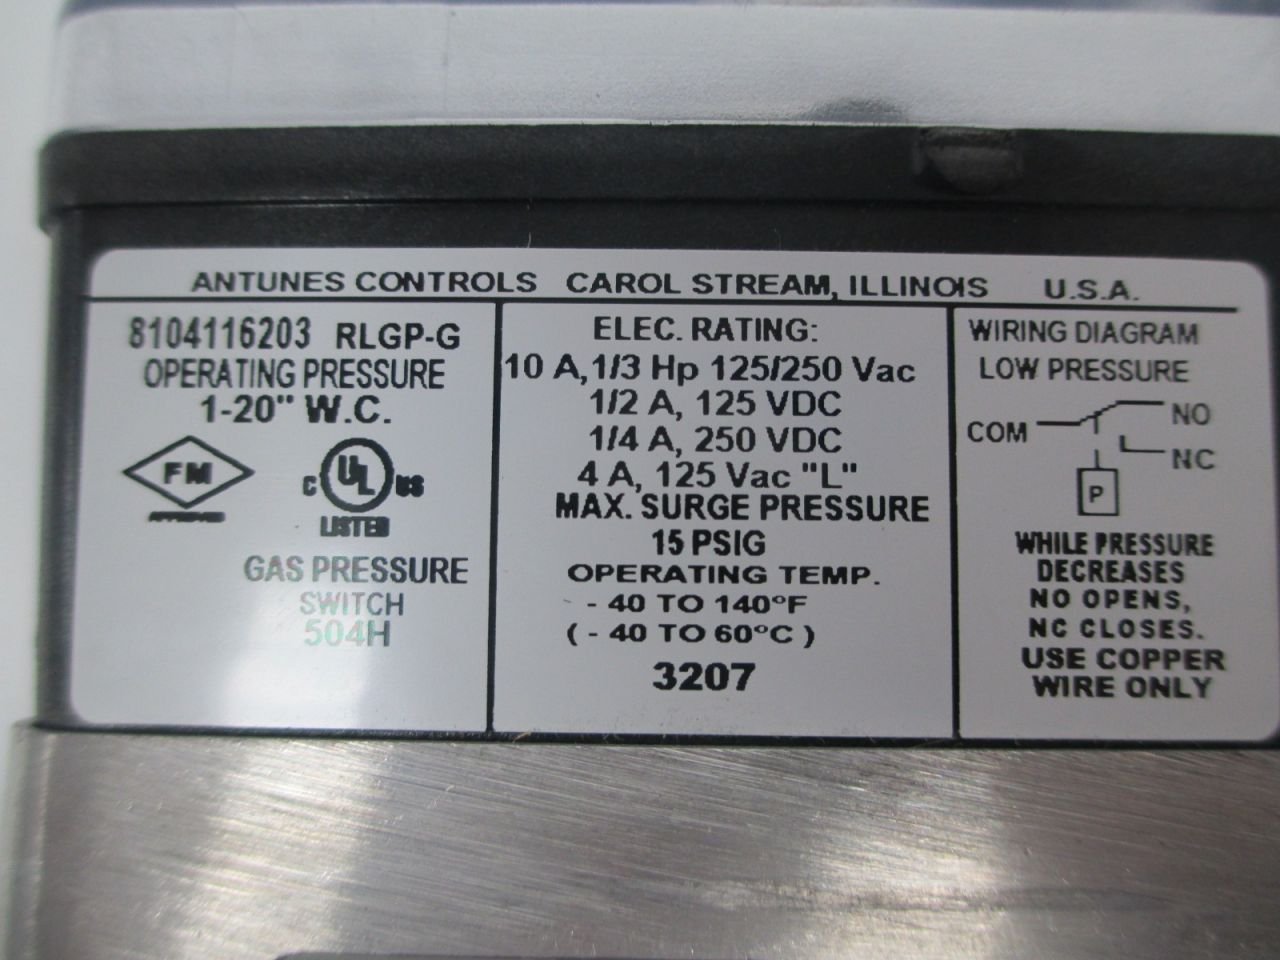 ANTUNES CONTROLS CAROL STREAM, ILLINOIS U.S.A.
8104116203 RLGP-G
OPERATING PRESSURE
1-20" W.C.
FM
APPROVED
C UL US
LISTED
GAS PRESSURE
SWITCH
504H
ELEC. RATING:
10 A, 1/3 Hp 125/250 Vac
1/2 A, 125 VDC
1/4 A, 250 VDC
4 A, 125 Vac "L"
MAX. SURGE PRESSURE
15 PSIG
OPERATING TEMP.
- 40 TO 140°F
( - 40 TO 60°C )
3207
WIRING DIAGRAM
LOW PRESSURE
NO
COM
NC
P
WHILE PRESSURE
DECREASES
NO OPENS,
NC CLOSES.
USE COPPER
WIRE ONLY